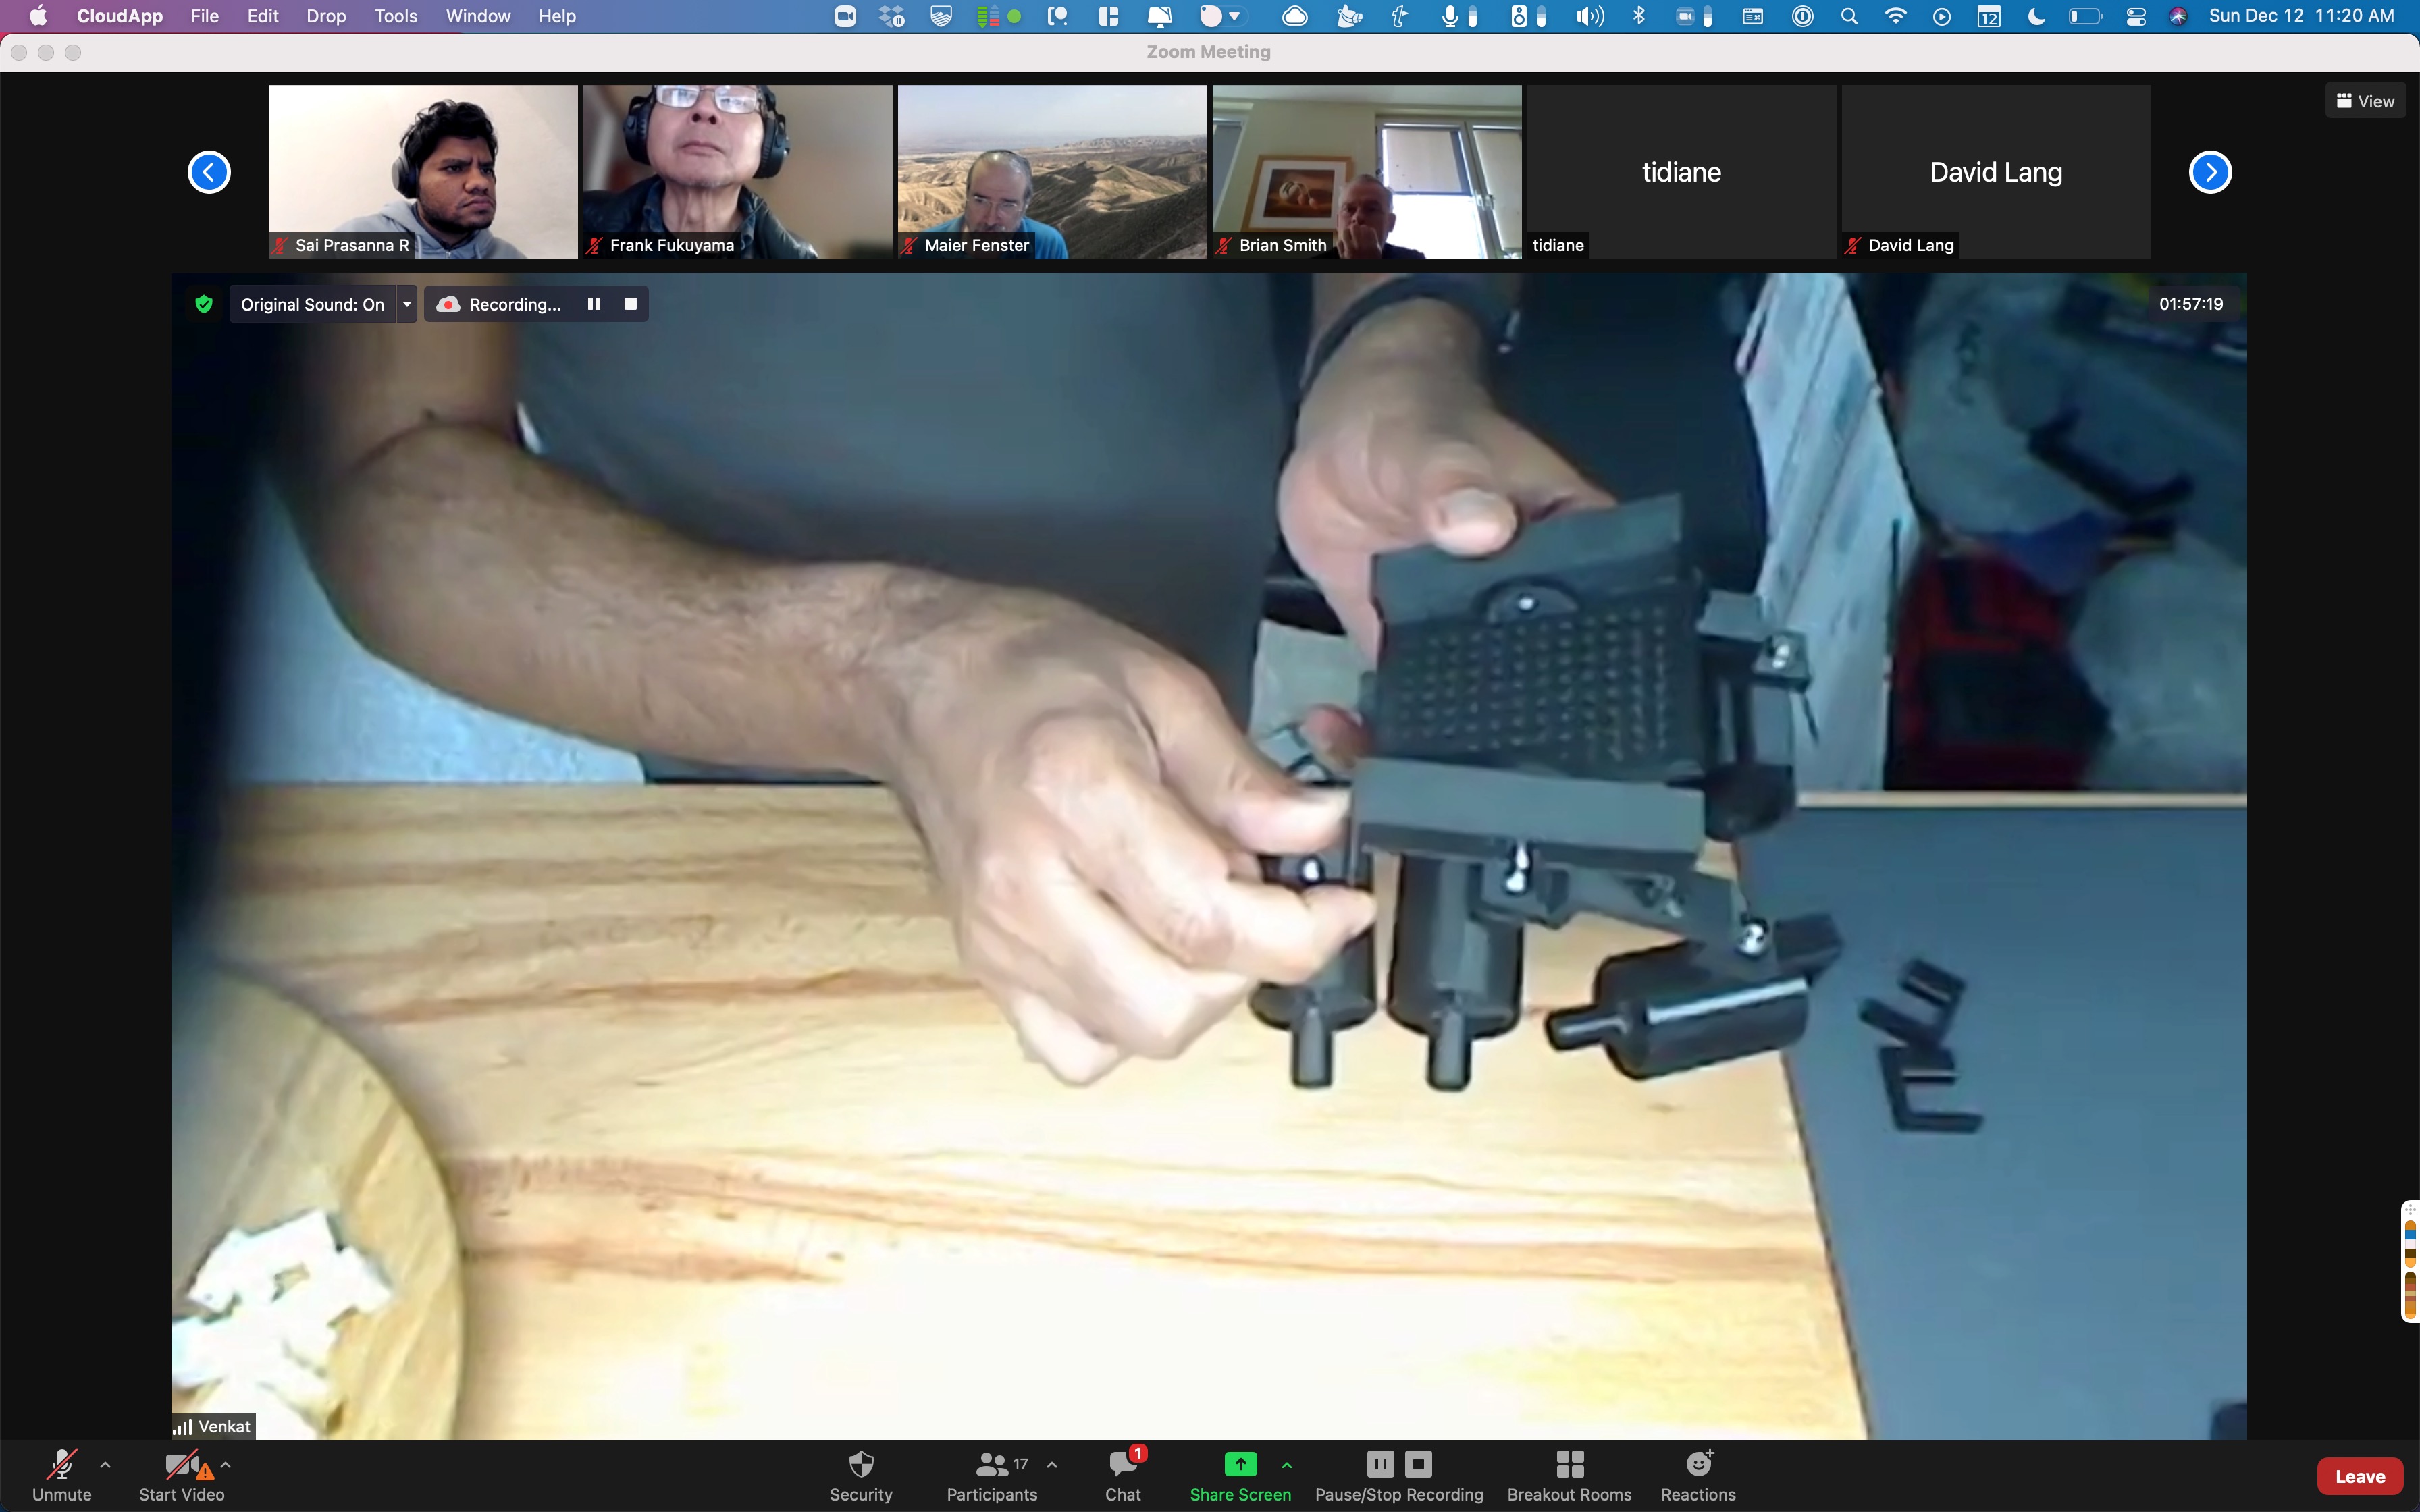 CloudApp File Edit Drop Tools Window Help 12 Sun Dec 12 11:20 AM
Zoom Meeting
View
tidiane
David Lang
Sai Prasanna R
Frank Fukuyama
Maier Fenster
Brian Smith
tidiane
David Lang
Original Sound: On
Recording...
01:57:19
Venkat
17
1
Unmute
Start Video
Security
Participants
Chat
Share Screen
Pause/Stop Recording
Breakout Rooms
Reactions
Leave